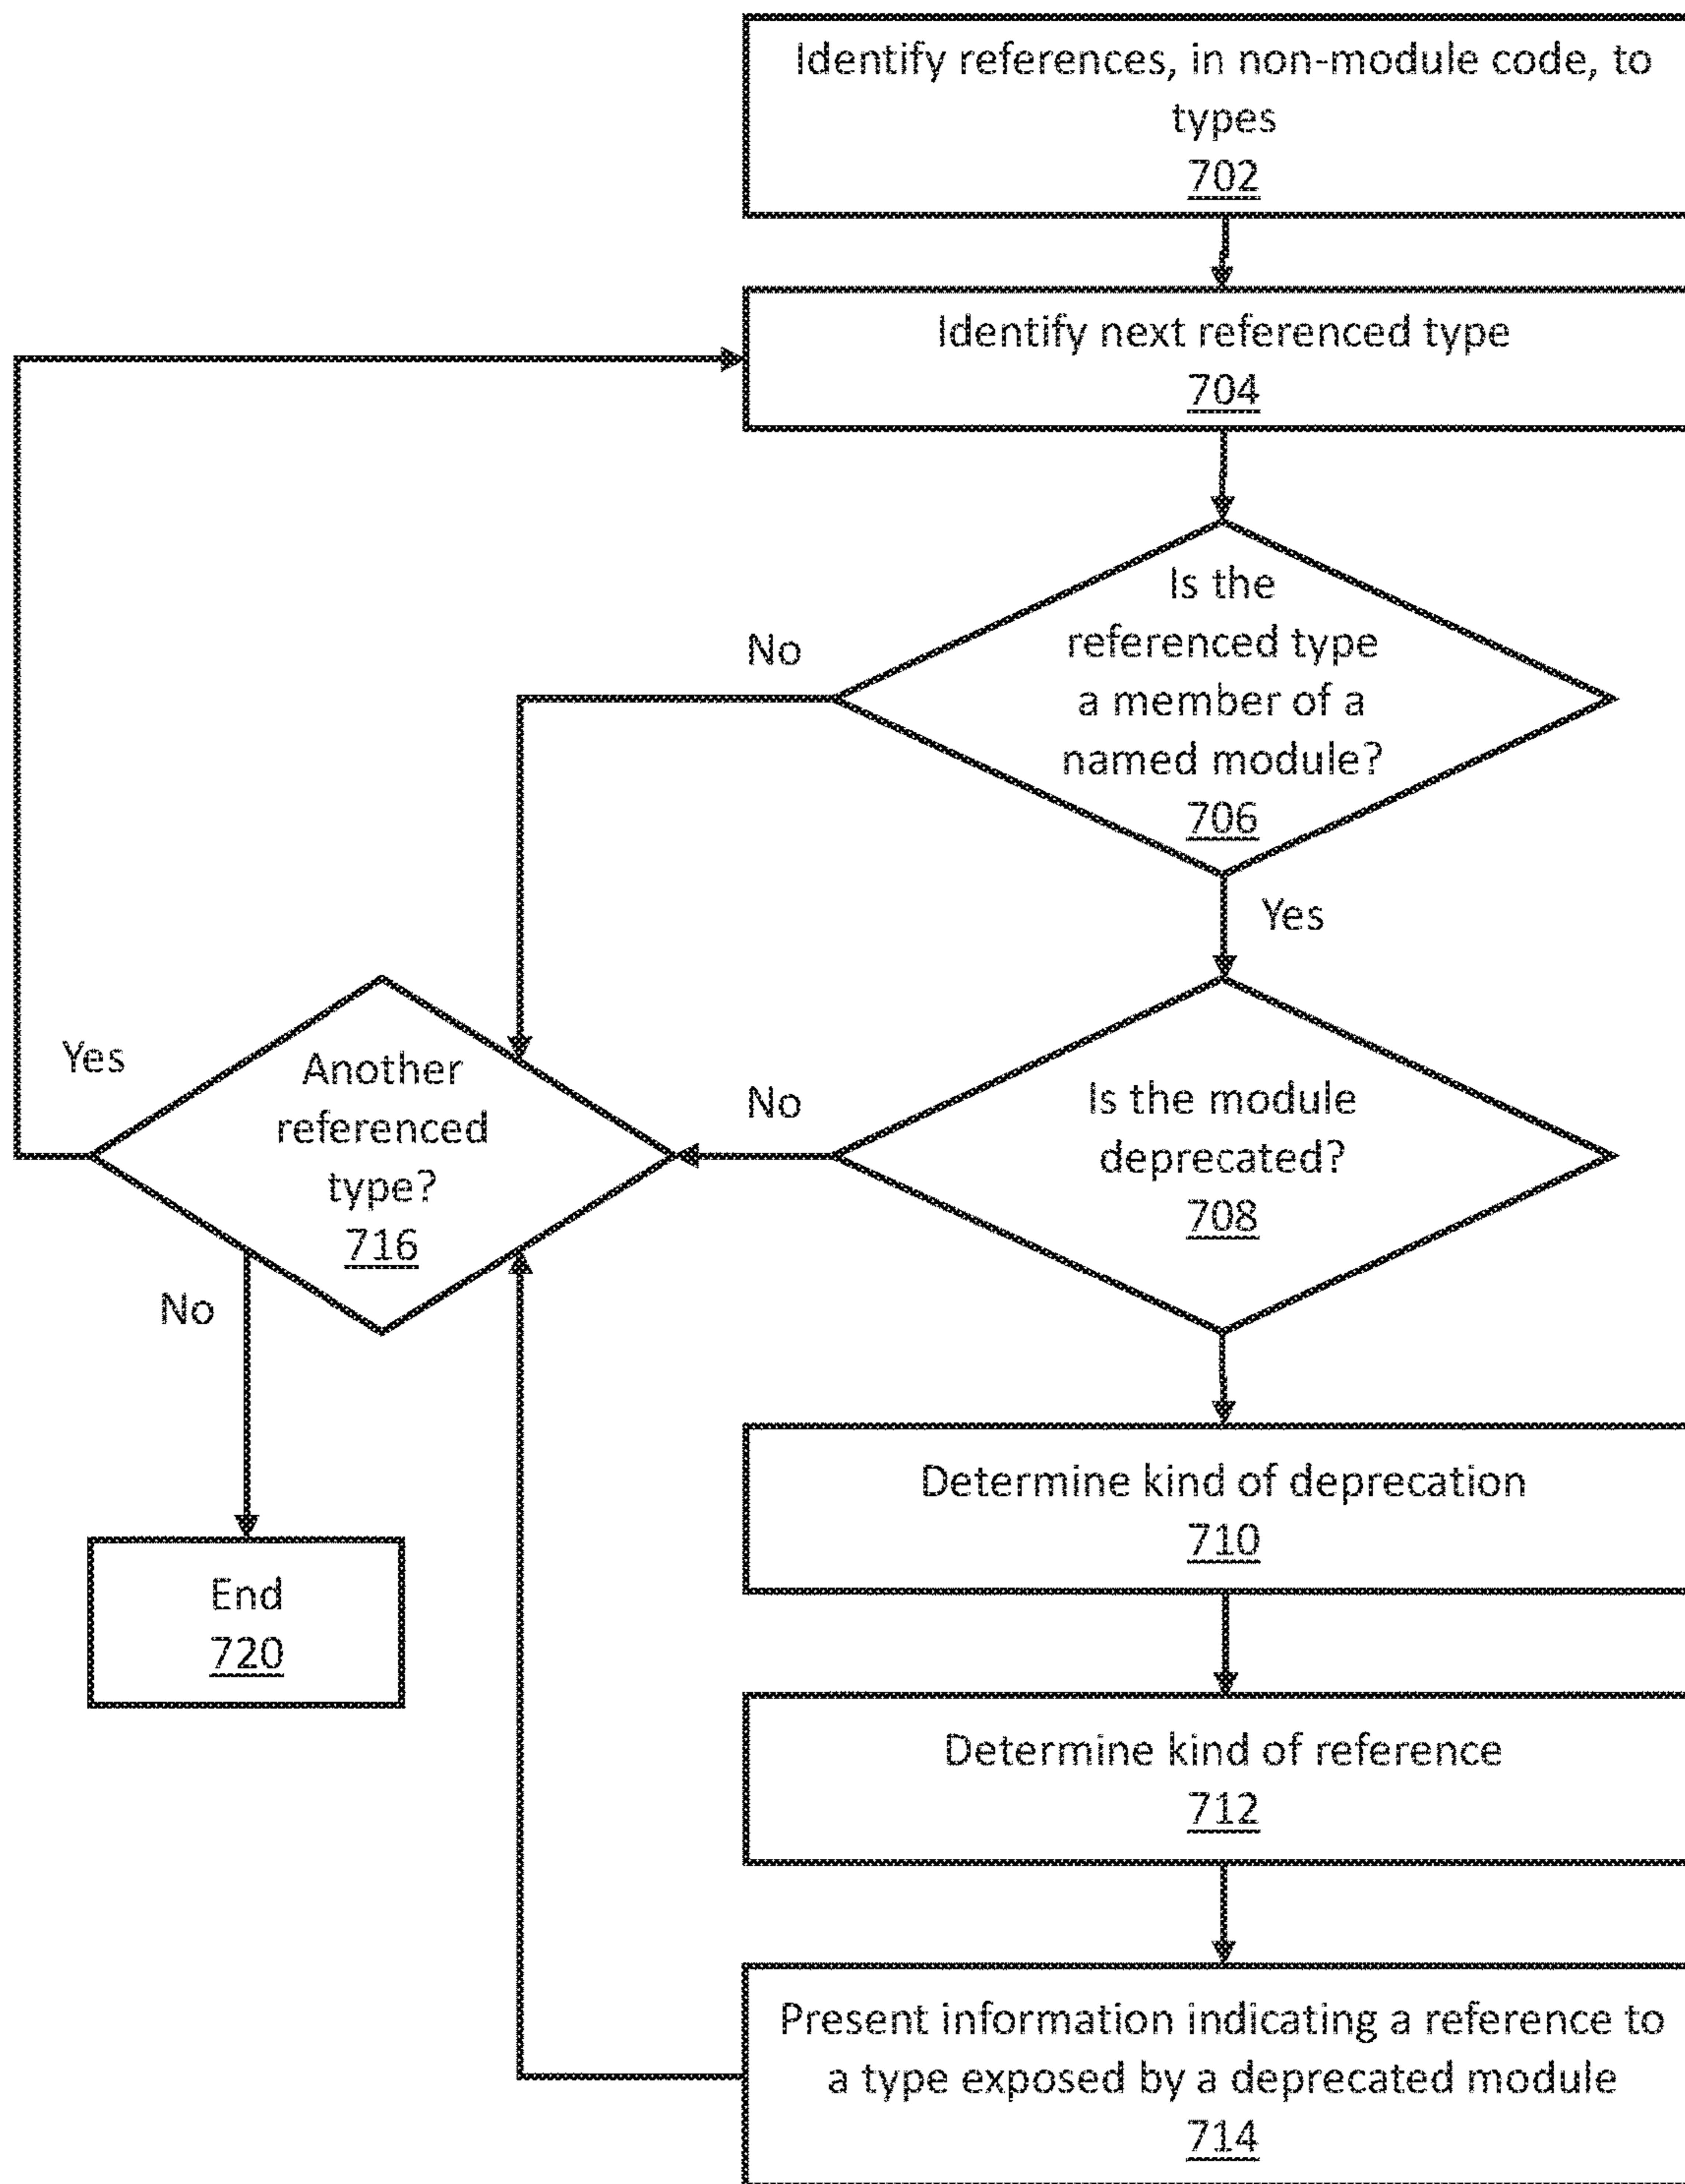 Identify references, in non-module code, to
types
702
Identify next referenced type
704
Is the
referenced type
a member of a
named module?
706
No
Yes
Is the module
deprecated?
708
No
Another
referenced
type?
716
Yes
No
End
720
Determine kind of deprecation
710
Determine kind of reference
712
Present information indicating a reference to
a type exposed by a deprecated module
714